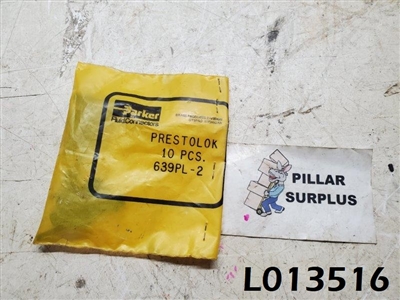 Parker
PRESTOLOK
10 PCS.
639PL-2
PILLAR
SURPLUS
L013516